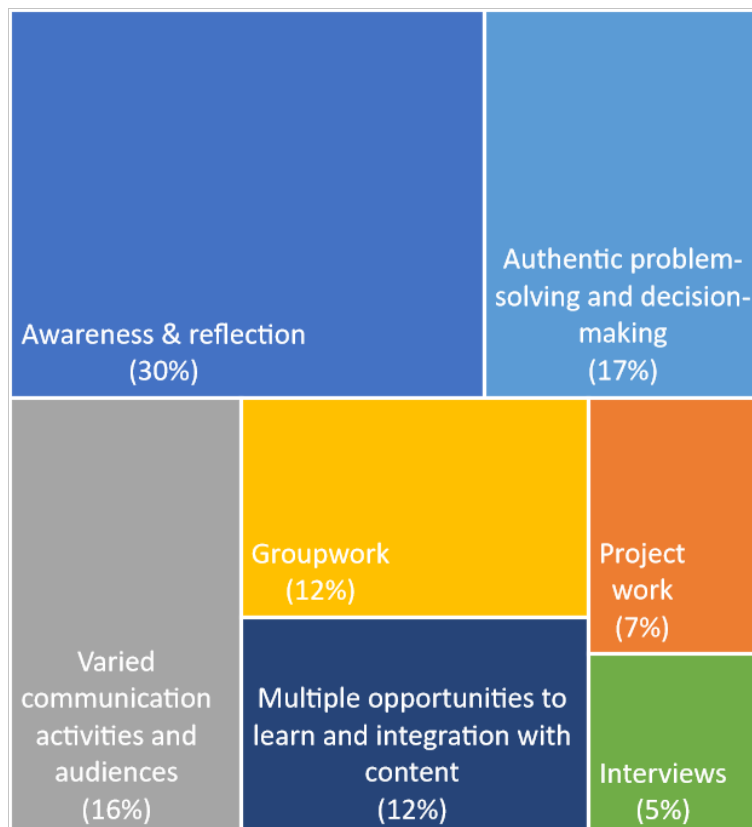 Awareness & reflection
(30%)
Authentic problem-
solving and decision-
making
(17%)
Varied
communication
activities and
audiences
(16%)
Groupwork
(12%)
Multiple opportunities to
learn and integration with
content
(12%)
Project
work
(7%)
Interviews
(5%)